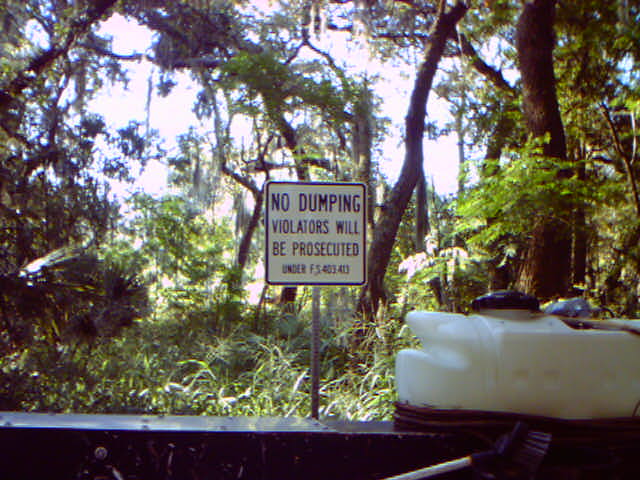 NO DUMPING
VIOLATORS WILL
BE PROSECUTED
UNDER F.S.403.413